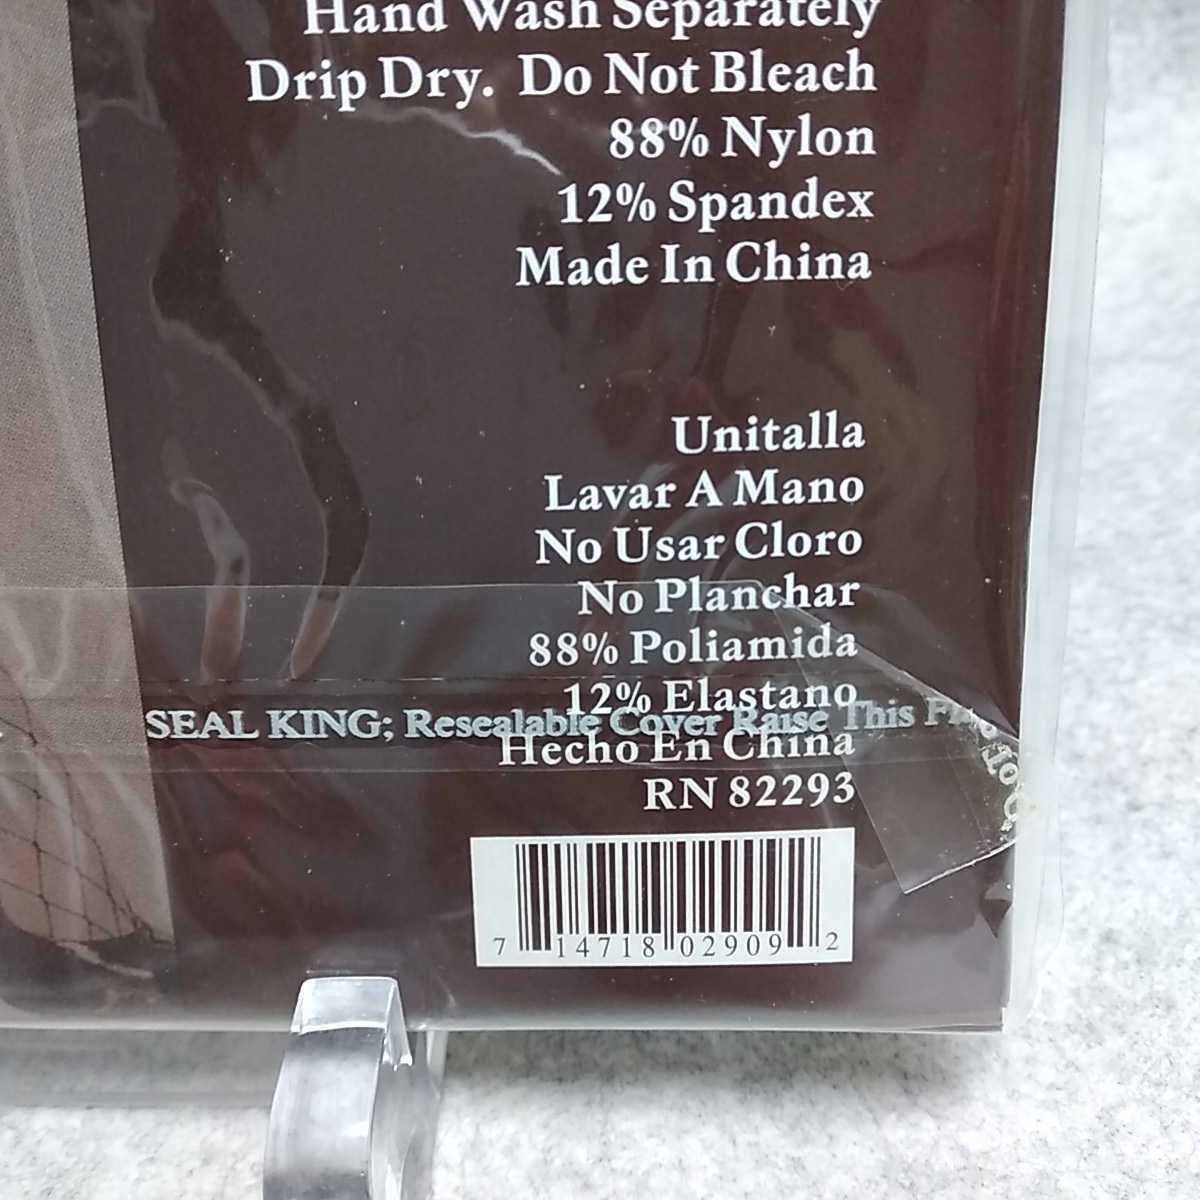 Hand Wash Separately
Drip Dry. Do Not Bleach
88% Nylon
12% Spandex
Made In China
Unitalla
Lavar A Mano
No Usar Cloro
No Planchar
88% Poliamida
12% Elastano
SEAL KING; Resealable Cover Raise This
Hecho En China
RN 82293
7 14718 02909 2